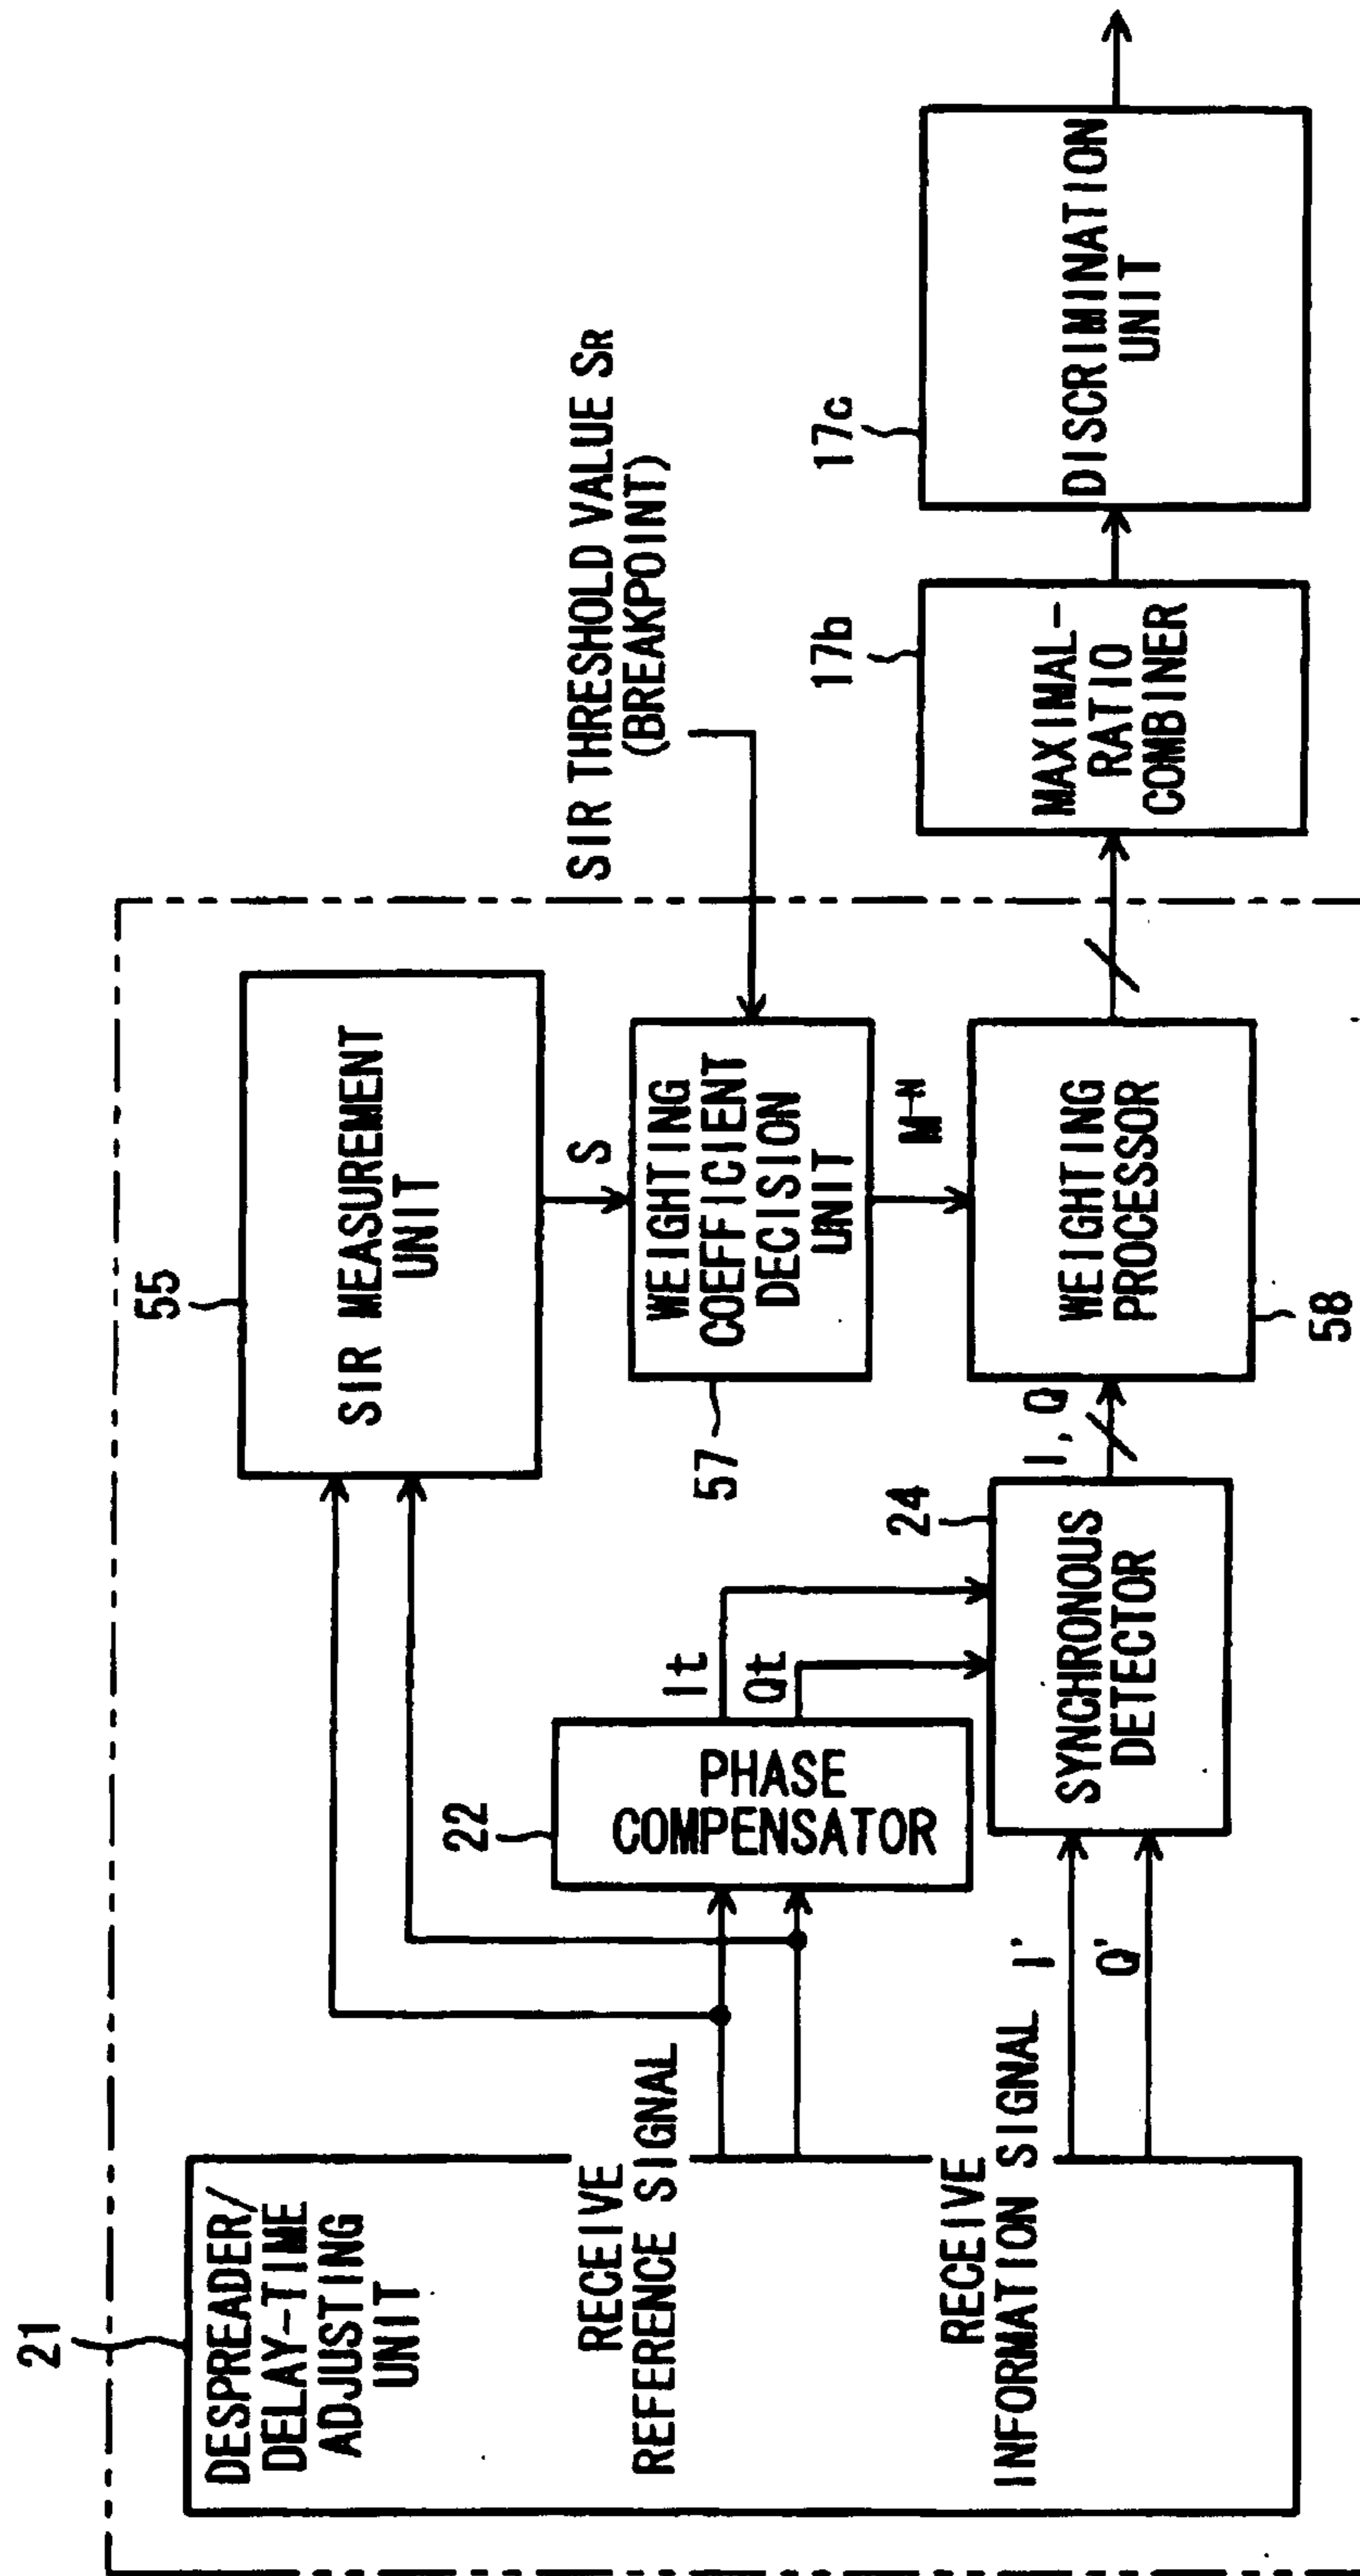 21
DESPREADER/
DELAY-TIME
ADJUSTING
UNIT
RECEIVE
REFERENCE SIGNAL
RECEIVE
INFORMATION SIGNAL
I'
Q'
22
PHASE
COMPENSATOR
It
Qt
55
SIR MEASUREMENT
UNIT
S
57
WEIGHTING
COEFFICIENT
DECISION
UNIT
SIR THRESHOLD VALUE SR
(BREAKPOINT)
M-N
24
SYNCHRONOUS
DETECTOR
I, Q
WEIGHTING
PROCESSOR
58
17b
MAXIMAL-
RATIO
COMBINER
17c
DISCRIMINATION
UNIT